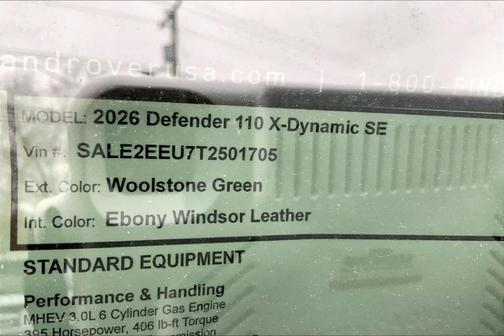 androverusa.com | 1-800-FIN
MODEL: 2026 Defender 110 X-Dynamic SE
Vin #: SALE2EEU7T2501705
Ext. Color: Woolstone Green
Int. Color: Ebony Windsor Leather
STANDARD EQUIPMENT
Performance & Handling
MHEV 3.0L 6 Cylinder Gas Engine
395 Horsepower, 406 lb-ft Torque